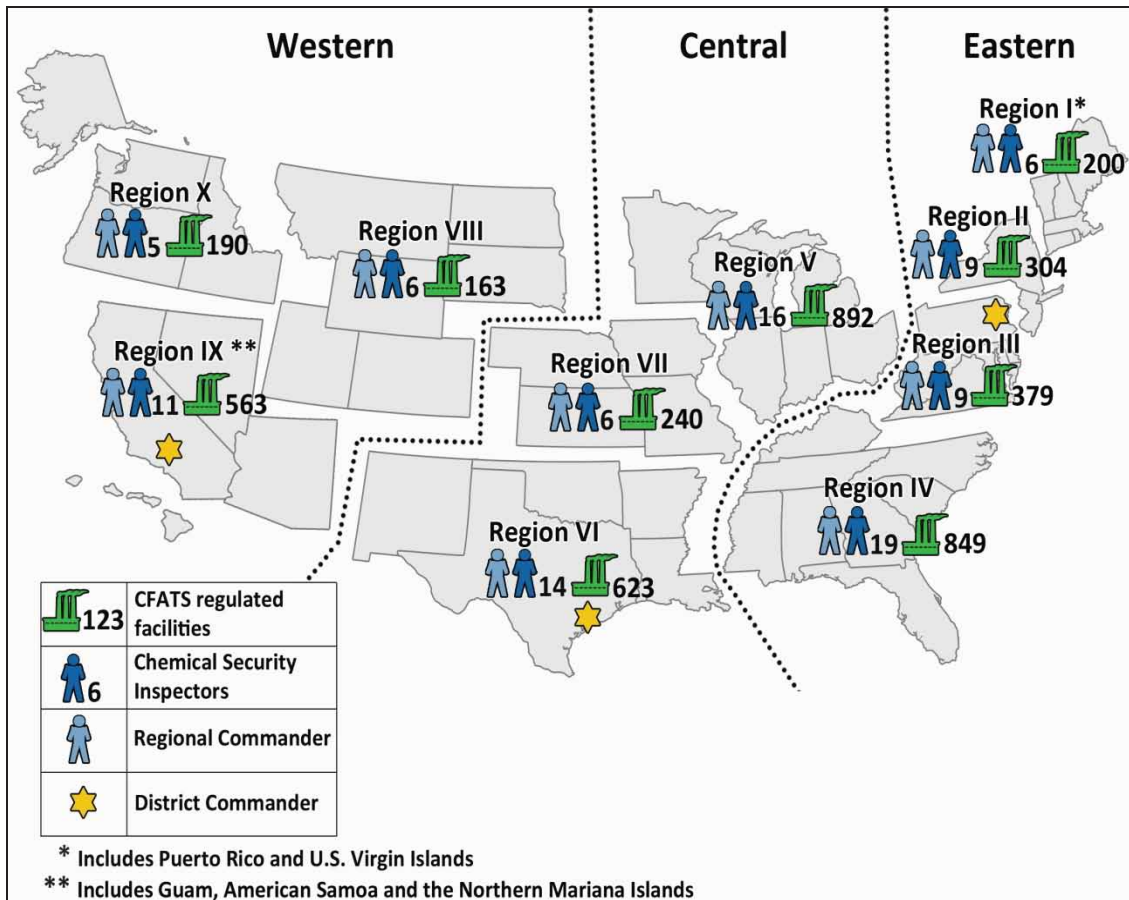 Western
Central
Eastern
Region I*
6 200
Region X
5 190
Region VIII
6 163
Region II
9 304
Region V
16 892
Region IX **
11 563
Region VII
6 240
Region III
9 379
Region IV
19 849
Region VI
14 623
123 CFATS regulated
facilities
6 Chemical Security
Inspectors
Regional Commander
District Commander
* Includes Puerto Rico and U.S. Virgin Islands
** Includes Guam, American Samoa and the Northern Mariana Islands